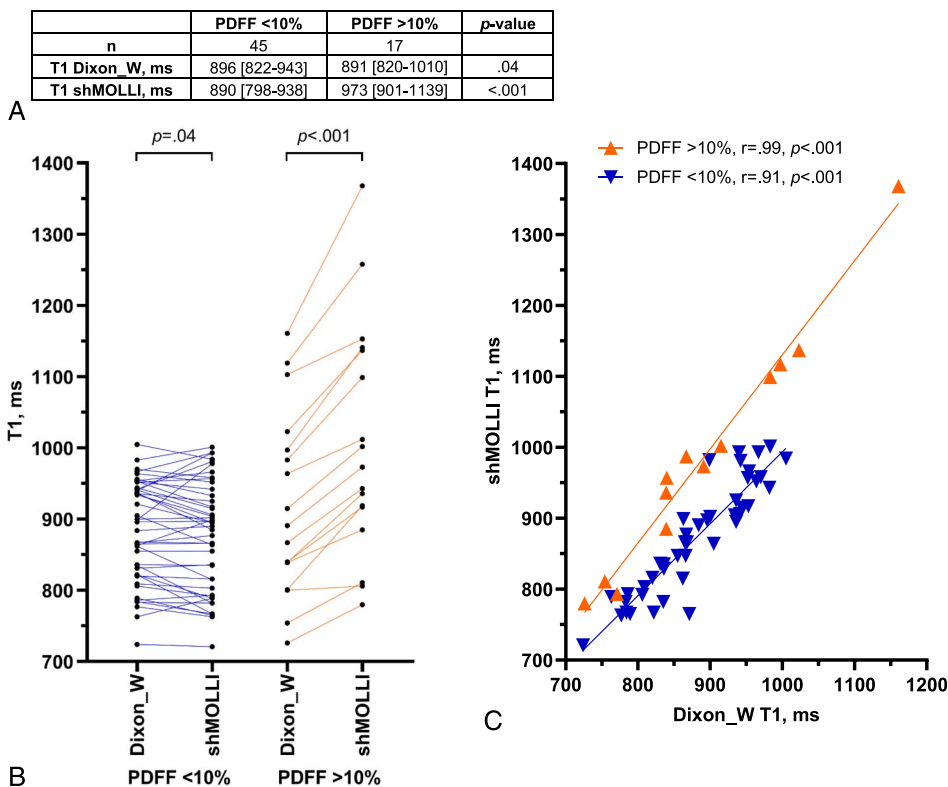 PDFF <10% PDFF >10% p-value
n 45 17
T1 Dixon_W, ms 896 [822-943] 891 [820-1010] .04
T1 shMOLLI, ms 890 [798-938] 973 [901-1139] <.001
A
p=.04 p<.001
1400
1300
1200
1100
1000
900
800
700
T1, ms
Dixon_W
shMOLLI
Dixon_W
shMOLLI
PDFF <10% PDFF >10%
B
PDFF >10%, r=.99, p<.001
PDFF <10%, r=.91, p<.001
1400
1300
1200
1100
1000
900
800
700
shMOLLI T1, ms
700 800 900 1000 1100 1200
Dixon_W T1, ms
C